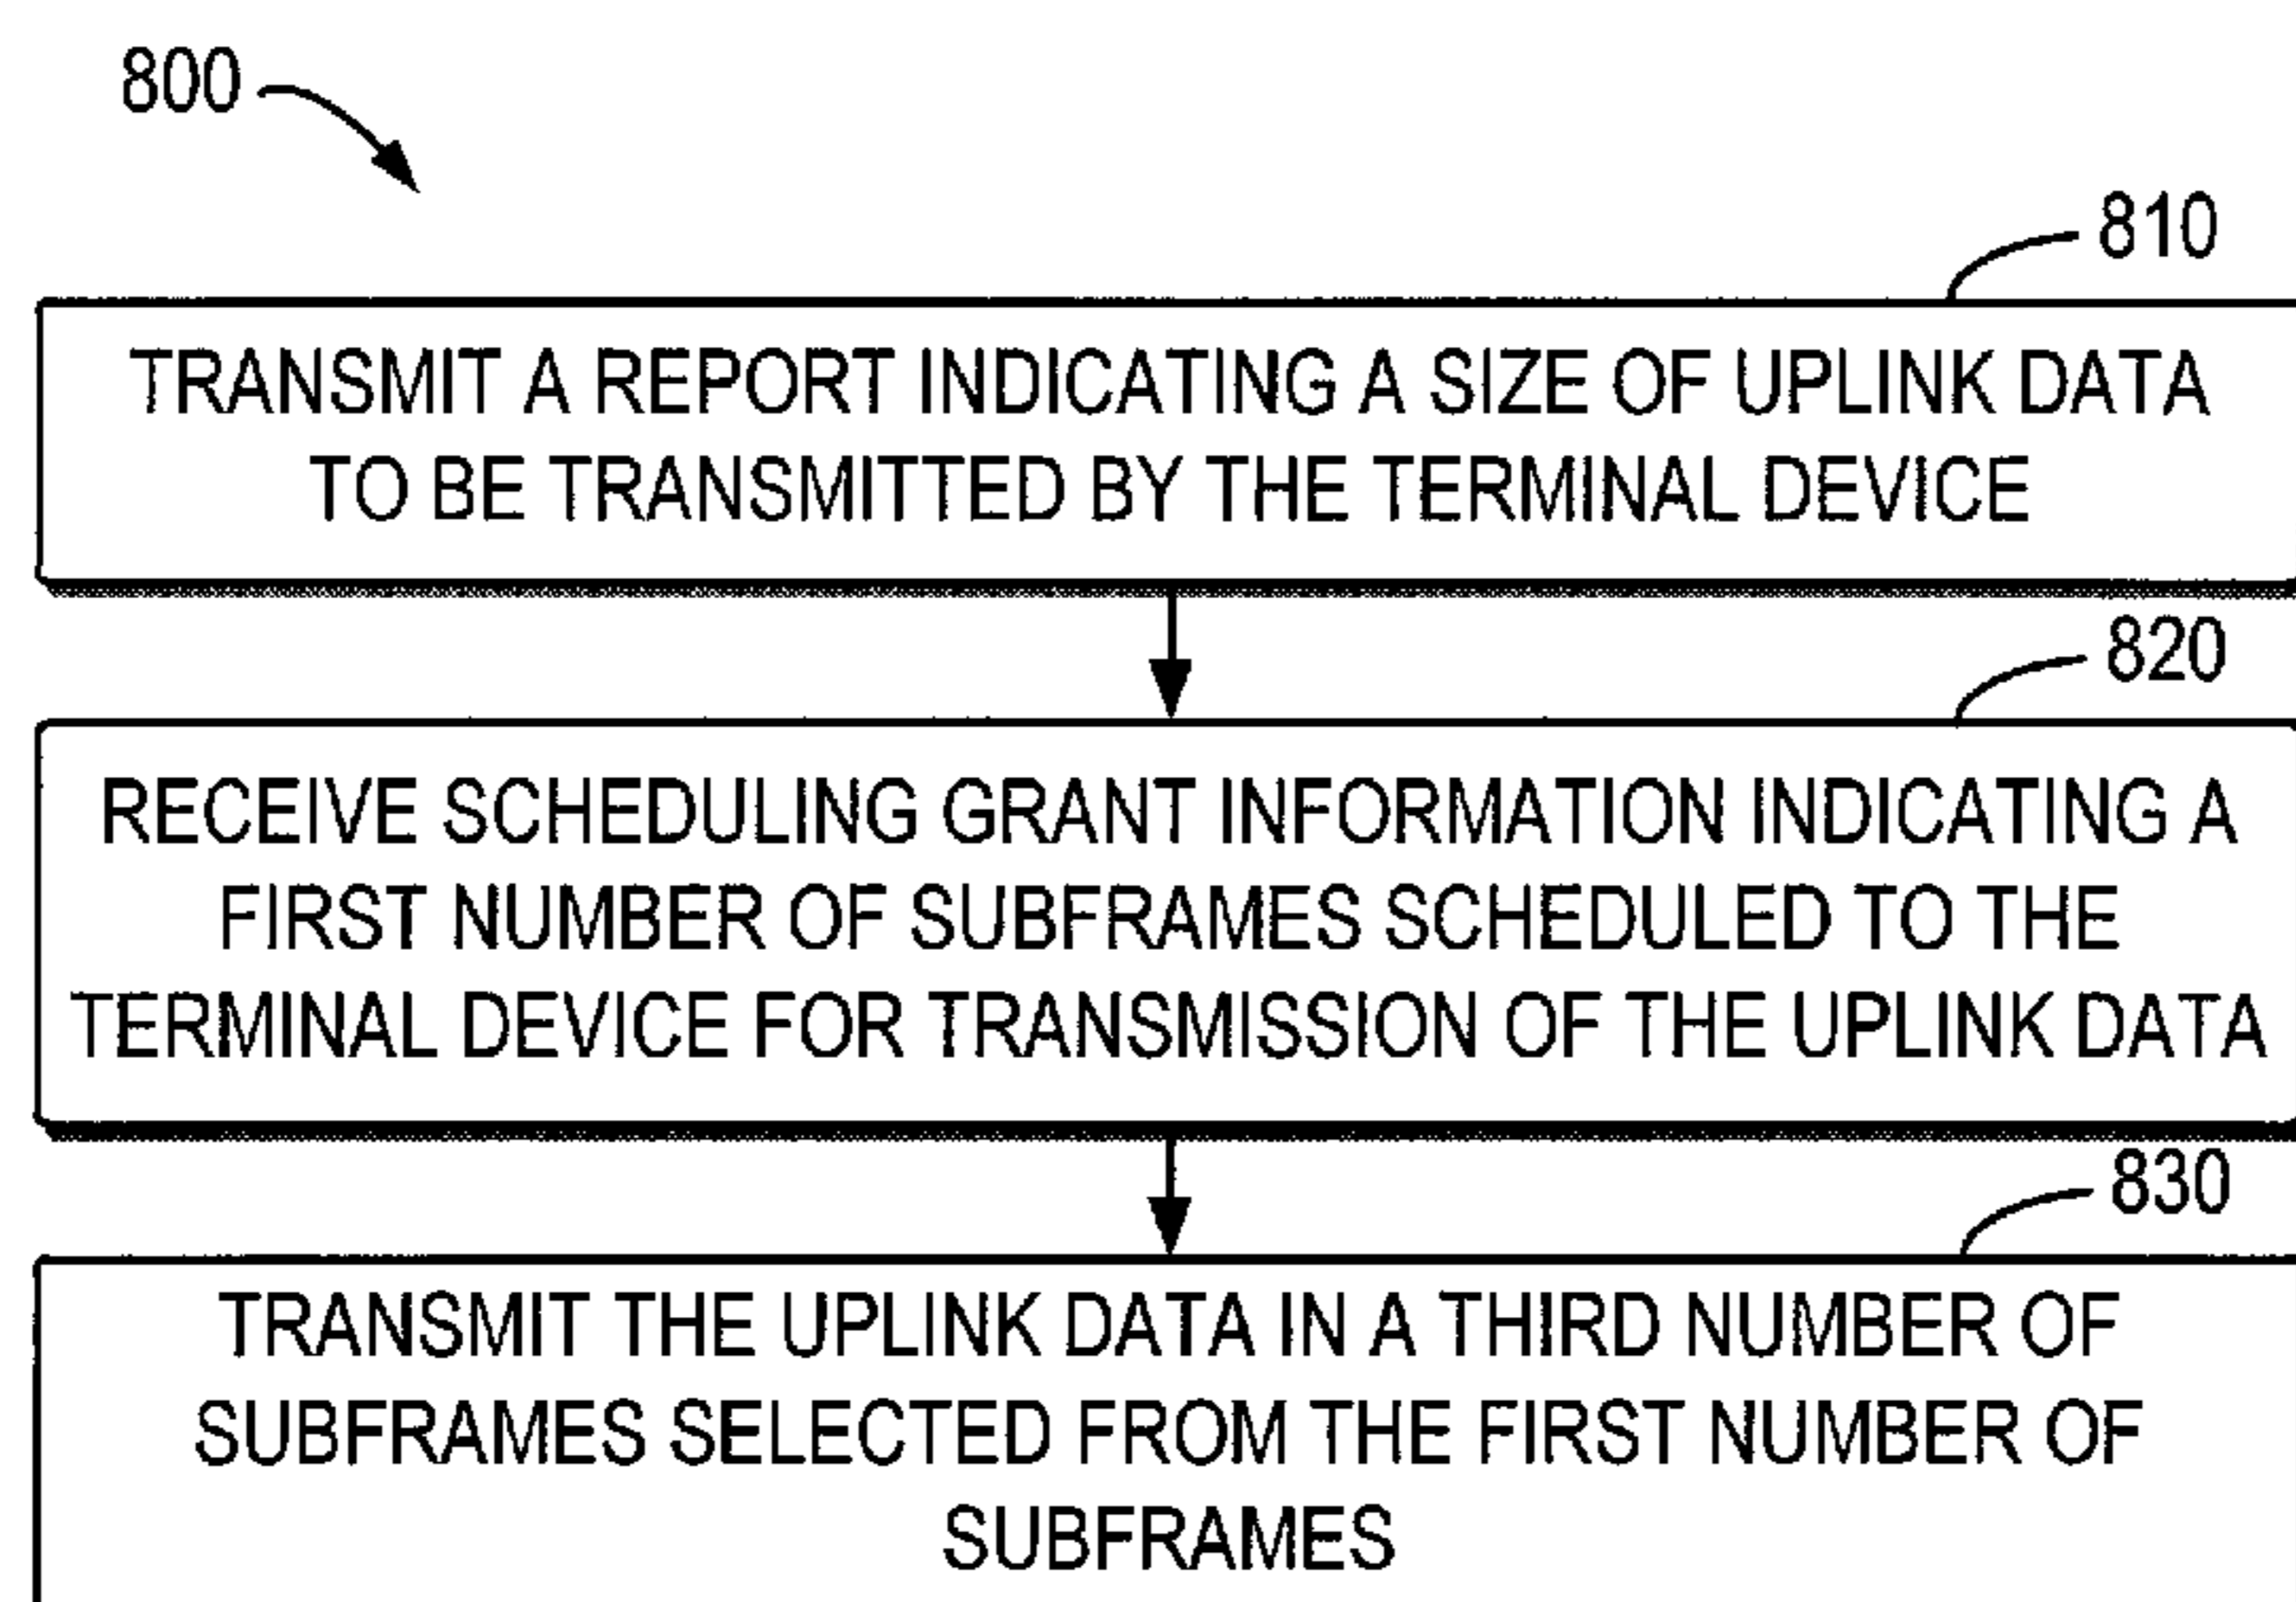 800
810
TRANSMIT A REPORT INDICATING A SIZE OF UPLINK DATA
TO BE TRANSMITTED BY THE TERMINAL DEVICE
820
RECEIVE SCHEDULING GRANT INFORMATION INDICATING A
FIRST NUMBER OF SUBFRAMES SCHEDULED TO THE
TERMINAL DEVICE FOR TRANSMISSION OF THE UPLINK DATA
830
TRANSMIT THE UPLINK DATA IN A THIRD NUMBER OF
SUBFRAMES SELECTED FROM THE FIRST NUMBER OF
SUBFRAMES